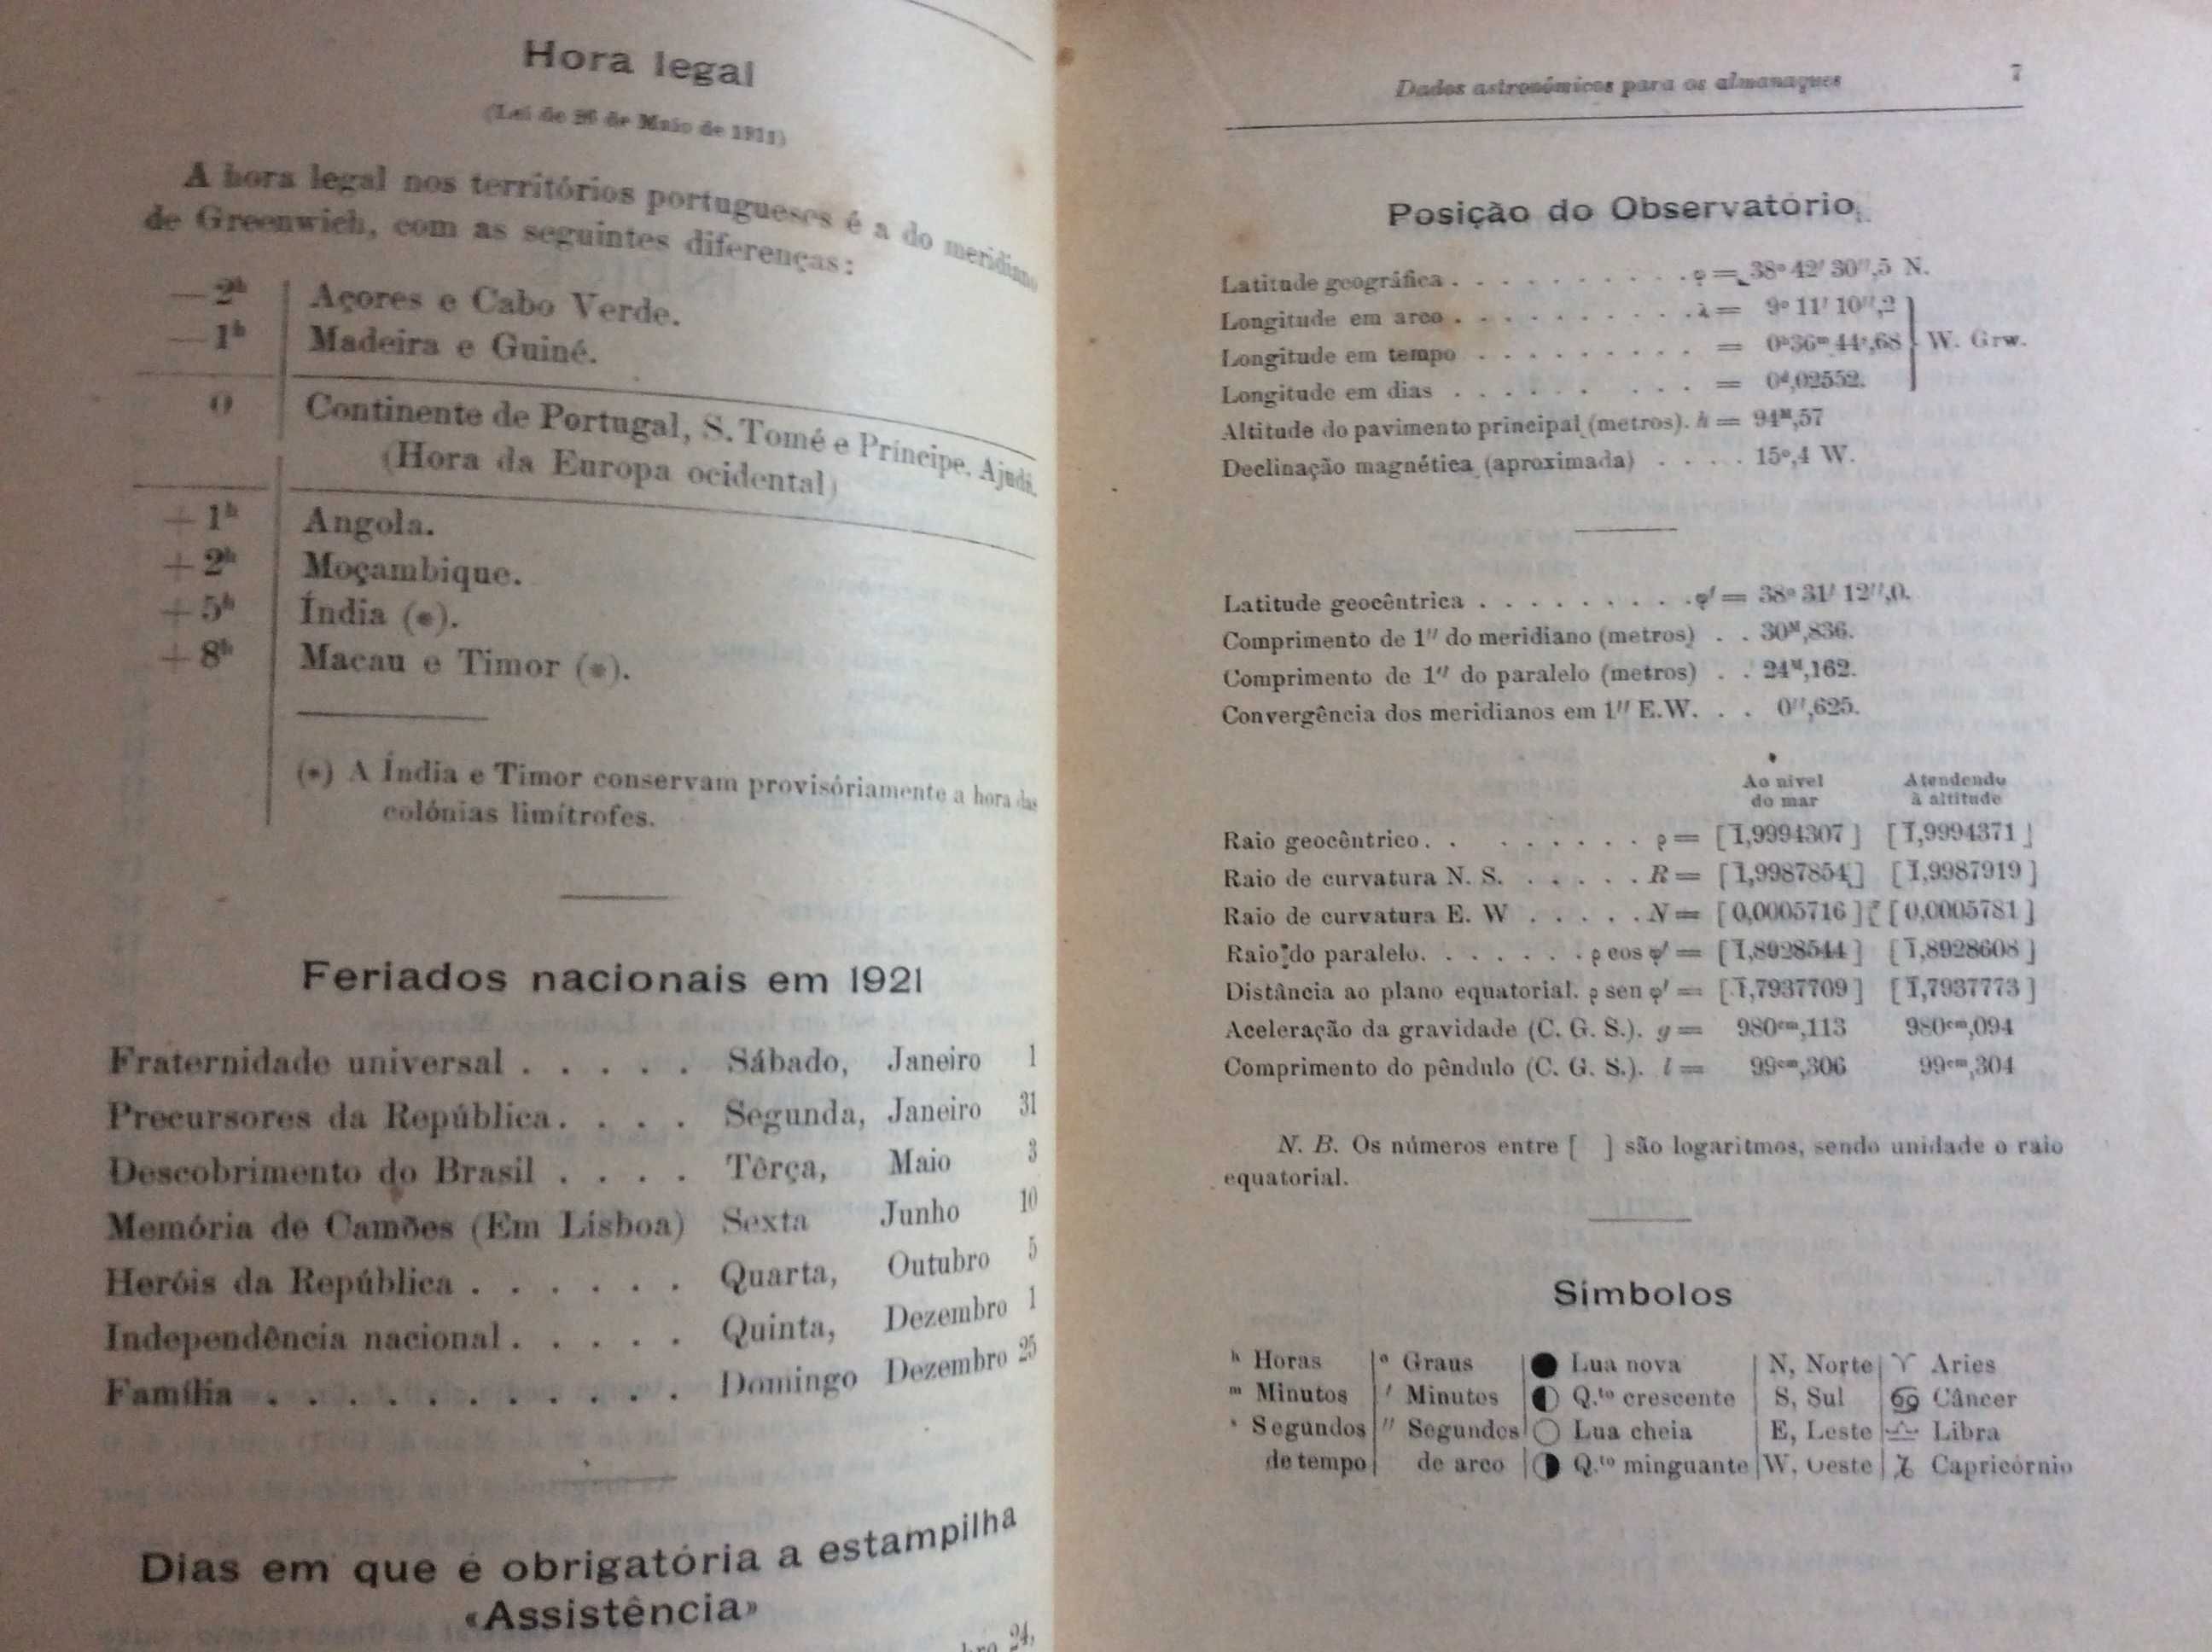 Hora legal
(Lei de 26 de Maio de 1911)
A hora legal nos territórios portugueses é a do meridiano
de Greenwich, com as seguintes diferenças:
—2ʰ Açores e Cabo Verde.
—1ʰ Madeira e Guiné.
0 Continente de Portugal, S. Tomé e Príncipe, Ajudá.
(Hora da Europa ocidental)
+1ʰ Angola.
+2ʰ Moçambique.
+5ʰ Índia (*).
+8ʰ Macau e Timor (*).
(*) A Índia e Timor conservam provisóriamente a hora das
colónias limítrofes.
Feriados nacionais em 1921
Fraternidade universal . . . . . Sábado, Janeiro 1
Precursores da República. . . . Segunda, Janeiro 31
Descobrimento do Brasil . . . . Têrça, Maio 3
Memória de Camões (Em Lisboa) Sexta Junho 10
Heróis da República . . . . . . Quarta, Outubro 5
Independência nacional. . . . . Quinta, Dezembro 1
Família . . . . . . . . . . . Domingo Dezembro 25
Dias em que é obrigatória a estampilha
«Assistência»
24,
Dados astronómicos para os almanaques 7
Posição do Observatório
Latitude geográfica . . . . . . . . . . φ = 38º 42′ 30″,5 N.
Longitude em arco . . . . . . . . . . λ = 9º 11′ 10″,2
Longitude em tempo . . . . . . . . . = 0ʰ 36ᵐ 44ˢ,68 W. Grw.
Longitude em dias . . . . . . . . . = 0ᵈ,02552.
Altitude do pavimento principal (metros). h = 94ᴹ,57
Declinação magnética (aproximada) . . . . 15º,4 W.
Latitude geocêntrica . . . . . . . . . φ′ = 38º 31′ 12″,0.
Comprimento de 1″ do meridiano (metros) . . 30ᴹ,836.
Comprimento de 1″ do paralelo (metros) . . 24ᴹ,162.
Convergência dos meridianos em 1″ E.W. . . 0″,625.
Ao nível Atendendo
do mar à altitude
Raio geocêntrico. . . . . . . . ρ = [ 1̅,9994307 ] [ 1̅,9994371 ]
Raio de curvatura N. S. . . . . . R = [ 1̅,9987854 ] [ 1̅,9987919 ]
Raio de curvatura E. W . . . . . N = [ 0,0005716 ] [ 0,0005781 ]
Raio do paralelo. . . . . . . ρ cos φ′ = [ 1̅,8928544 ] [ 1̅,8928608 ]
Distância ao plano equatorial. ρ sen φ′ = [ 1̅,7937709 ] [ 1̅,7937773 ]
Aceleração da gravidade (C. G. S.). g = 980ᶜᵐ,113 980ᶜᵐ,094
Comprimento do pêndulo (C. G. S.). l = 99ᶜᵐ,306 99ᶜᵐ,304
N. B. Os números entre [ ] são logaritmos, sendo unidade o raio
equatorial.
Símbolos
ʰ Horas º Graus ● Lua nova N, Norte ♈ Aries
ᵐ Minutos ′ Minutos ◐ Q.ᵗᵒ crescente S, Sul ♋ Câncer
ˢ Segundos ″ Segundos ○ Lua cheia E, Leste ♎ Libra
de tempo de arco ◑ Q.ᵗᵒ minguante W, Oeste ♑ Capricórnio